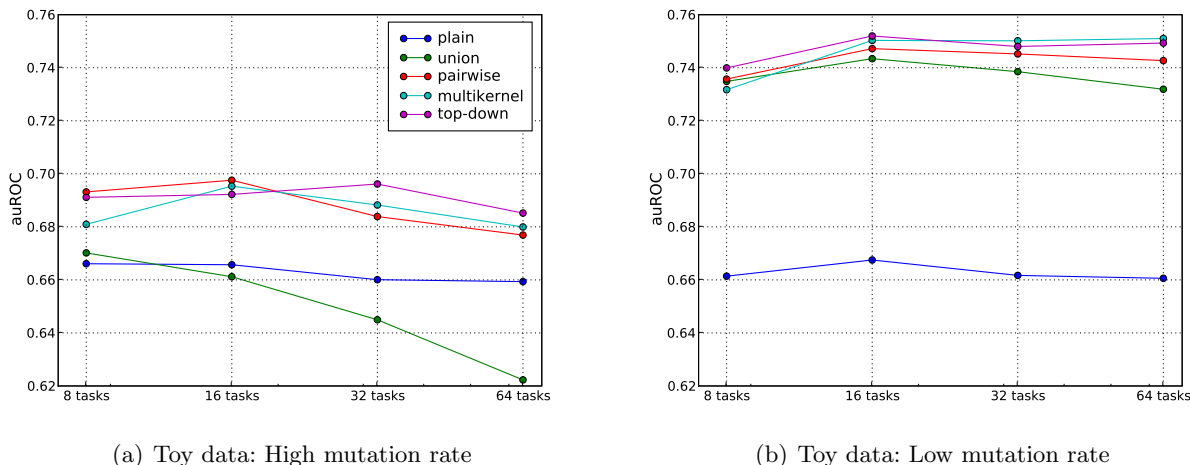 0.76
0.74
0.72
0.70
0.68
0.66
0.64
0.62
auROC
8 tasks
16 tasks
32 tasks
64 tasks
plain
union
pairwise
multikernel
top-down
(a) Toy data: High mutation rate
0.76
0.74
0.72
0.70
0.68
0.66
0.64
0.62
auROC
8 tasks
16 tasks
32 tasks
64 tasks
(b) Toy data: Low mutation rate